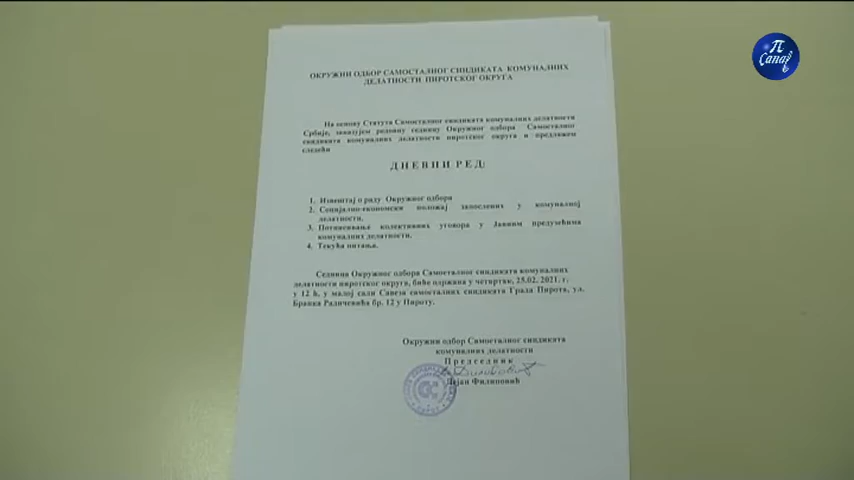 π
Canal
ОКРУЖНИ ОДБОР САМОСТАЛНОГ СИНДИКАТА КОМУНАЛНИХ
ДЕЛАТНОСТИ ПИРОТСКОГ ОКРУГА
На основу Статута Самосталног синдиката комуналних делатности
Србије, заказујем редовну седницу Окружног одбора Самосталног
синдиката комуналних делатности пиротског округа и предлажем
следећи
Д Н Е В Н И Р Е Д:
1. Извештај о раду Окружног одбора
2. Социјално-економски положај запослених у комуналној
делатности.
3. Потписивање колективних уговора у Јавним предузећима
комуналних делатности.
4. Текућа питања.
Седница Окружног одбора Самосталног синдиката комуналних
делатности пиротског округа, биће одржана у четвртак, 25.02. 2021. г.
у 12 h, у малој сали Савеза самосталних синдиката Града Пирота, ул.
Бранка Радичевића бр. 12 у Пироту.
Окружни одбор Самосталног синдиката
комуналних делатности
П р е д с е д н и к
Дејан Филиповић